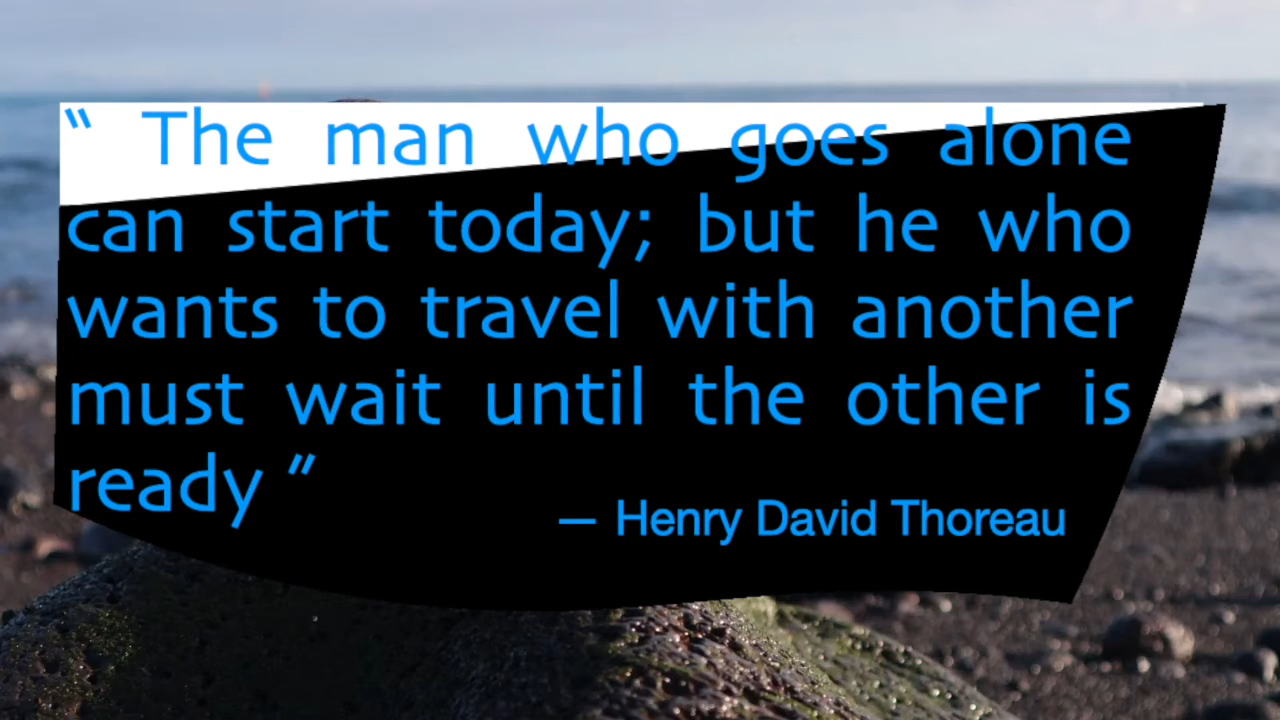 “ The man who goes alone
can start today; but he who
wants to travel with another
must wait until the other is
ready ”
— Henry David Thoreau